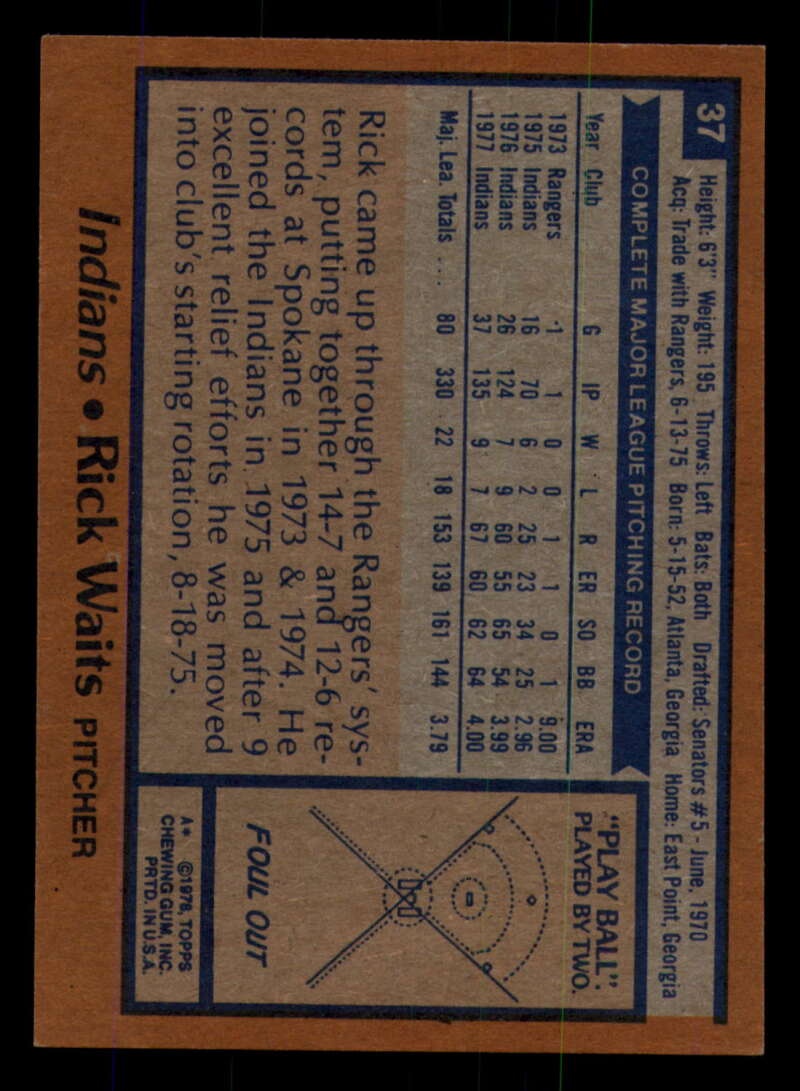 37
Height: 6'3" Weight: 195 Throws: Left Bats: Both Drafted: Senators #5 - June, 1970
Acq: Trade with Rangers, 6-13-75 Born: 5-15-52, Atlanta, Georgia Home: East Point, Georgia
COMPLETE MAJOR LEAGUE PITCHING RECORD
Year Club G IP W L R ER SO BB ERA
1973 Rangers 1 1 0 0 1 1 0 1 9.00
1975 Indians 16 70 6 2 25 23 34 25 2.96
1976 Indians 26 124 7 9 60 55 65 54 3.99
1977 Indians 37 135 9 7 67 60 62 64 4.00
Maj. Lea. Totals .... 80 330 22 18 153 139 161 144 3.79
Rick came up through the Rangers' sys-
tem, putting together 14-7 and 12-6 re-
cords at Spokane in 1973 & 1974. He
joined the Indians in 1975 and after 9
excellent relief efforts he was moved
into club's starting rotation, 8-18-75.
"PLAY BALL"
PLAYED BY TWO.
FOUL OUT
A* ©1978, TOPPS
CHEWING GUM, INC.
PRTD. IN U.S.A.
Indians • Rick Waits PITCHER